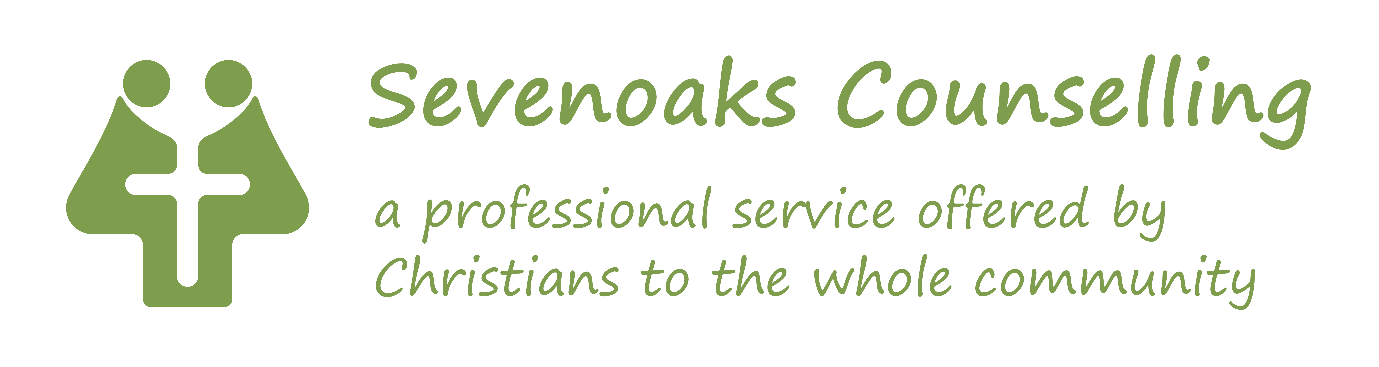 Sevenoaks Counselling
a professional service offered by
Christians to the whole community